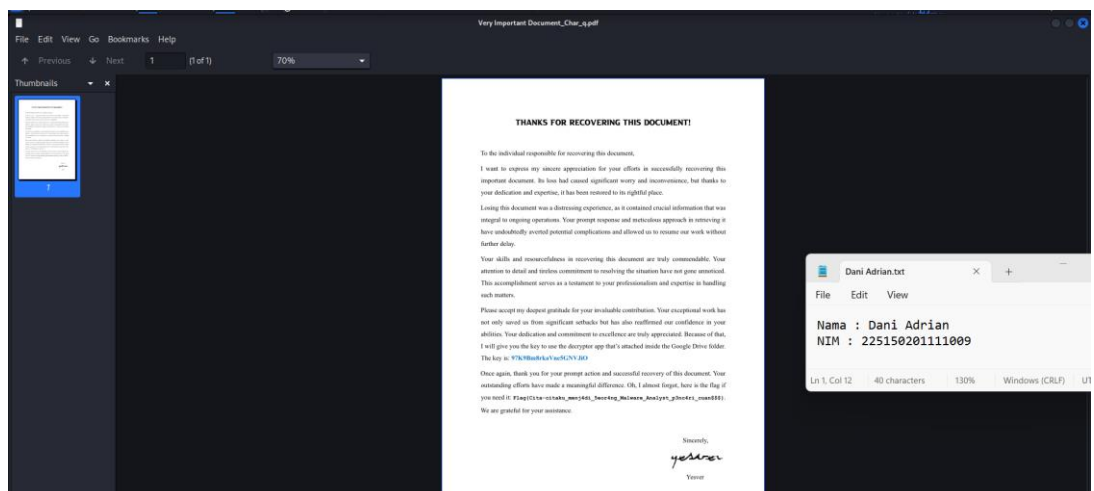 Very Important Document_Char_q.pdf
File Edit View Go Bookmarks Help
Previous Next 1 (1 of 1) 70%
Thumbnails
1
THANKS FOR RECOVERING THIS DOCUMENT!
To the individual responsible for recovering this document,
I want to express my sincere appreciation for your efforts in successfully recovering this
important document. Its loss had caused significant worry and inconvenience, but thanks to
your dedication and expertise, it has been restored to its rightful place.
Losing this document was a distressing experience, as it contained crucial information that was
integral to ongoing operations. Your prompt response and meticulous approach in retrieving it
have undoubtedly averted potential complications and allowed us to resume our work without
further delay.
Your skills and resourcefulness in recovering this document are truly commendable. Your
attention to detail and tireless commitment to resolving the situation have not gone unnoticed.
This accomplishment serves as a testament to your professionalism and expertise in handling
such matters.
Please accept my deepest gratitude for your invaluable contribution. Your exceptional work has
not only saved us from significant setbacks but has also reaffirmed our confidence in your
abilities. Your dedication and commitment to excellence are truly appreciated. Because of that,
I will give you the key to use the decrypter app that's attached inside the Google Drive folder.
The key is:
Once again, thank you for your prompt action and successful recovery of this document. Your
outstanding efforts have made a meaningful difference. Oh, I almost forgot, here is the flag if
you need it:
We are grateful for your assistance.
Sincerely,
yesver
Yesver
Dani Adrian.txt
File Edit View
Nama : Dani Adrian
NIM : 225150201111009
Ln 1, Col 12 40 characters 130% Windows (CRLF) UT